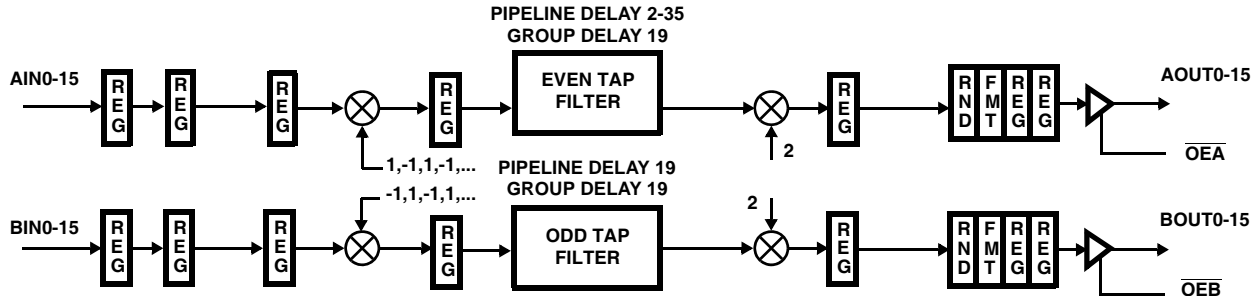 PIPELINE DELAY 2-35
GROUP DELAY 19
AIN0-15
REG
REG
REG
REG
EVEN TAP
FILTER
REG
RND
FMT
REG
REG
AOUT0-15
2
OEA
1,-1,1,-1,...
PIPELINE DELAY 19
GROUP DELAY 19
-1,1,-1,1,...
2
BIN0-15
REG
REG
REG
REG
ODD TAP
FILTER
REG
RND
FMT
REG
REG
BOUT0-15
OEB